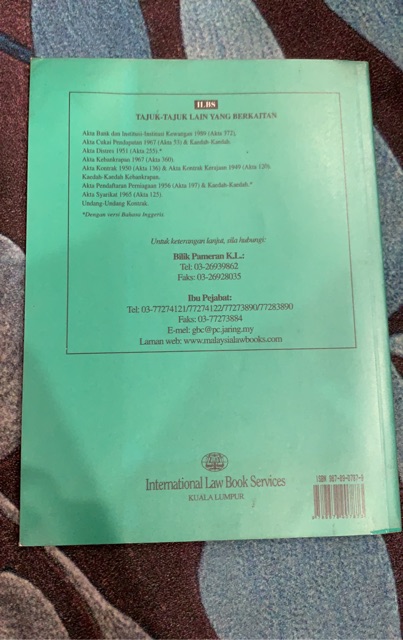 ILBS
TAJUK-TAJUK LAIN YANG BERKAITAN
Akta Bank dan Institusi-Institusi Kewangan 1989 (Akta 372).
Akta Cukai Pendapatan 1967 (Akta 53) & Kaedah-Kaedah.
Akta Distres 1951 (Akta 255).*
Akta Kebankrapan 1967 (Akta 360).
Akta Kontrak 1950 (Akta 136) & Akta Kontrak Kerajaan 1949 (Akta 120).
Kaedah-Kaedah Kebankrapan.
Akta Pendaftaran Perniagaan 1956 (Akta 197) & Kaedah-Kaedah.*
Akta Syarikat 1965 (Akta 125).
Undang-Undang Kontrak.
*Dengan versi Bahasa Inggeris
Untuk keterangan lanjut, sila hubungi:
Bilik Pameran K.L.:
Tel: 03-26939862
Faks: 03-26928035
Ibu Pejabat:
Tel: 03-77274121/77274122/77273890/77283890
Faks: 03-77273884
E-mel: gbc@pc.jaring.my
Laman web: www.malaysialawbooks.com
International Law Book Services
KUALA LUMPUR
ISBN